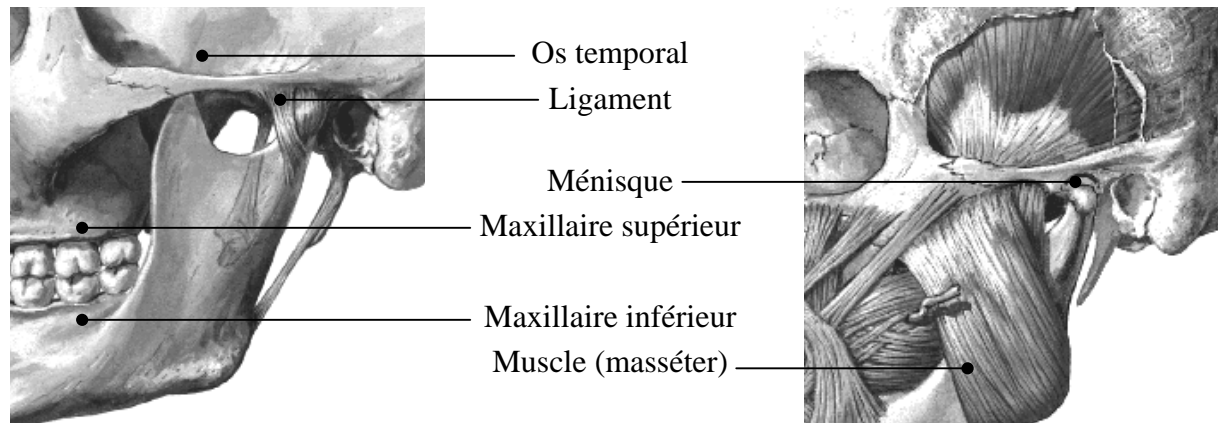 Os temporal
Ligament
Ménisque
Maxillaire supérieur
Maxillaire inférieur
Muscle (masséter)